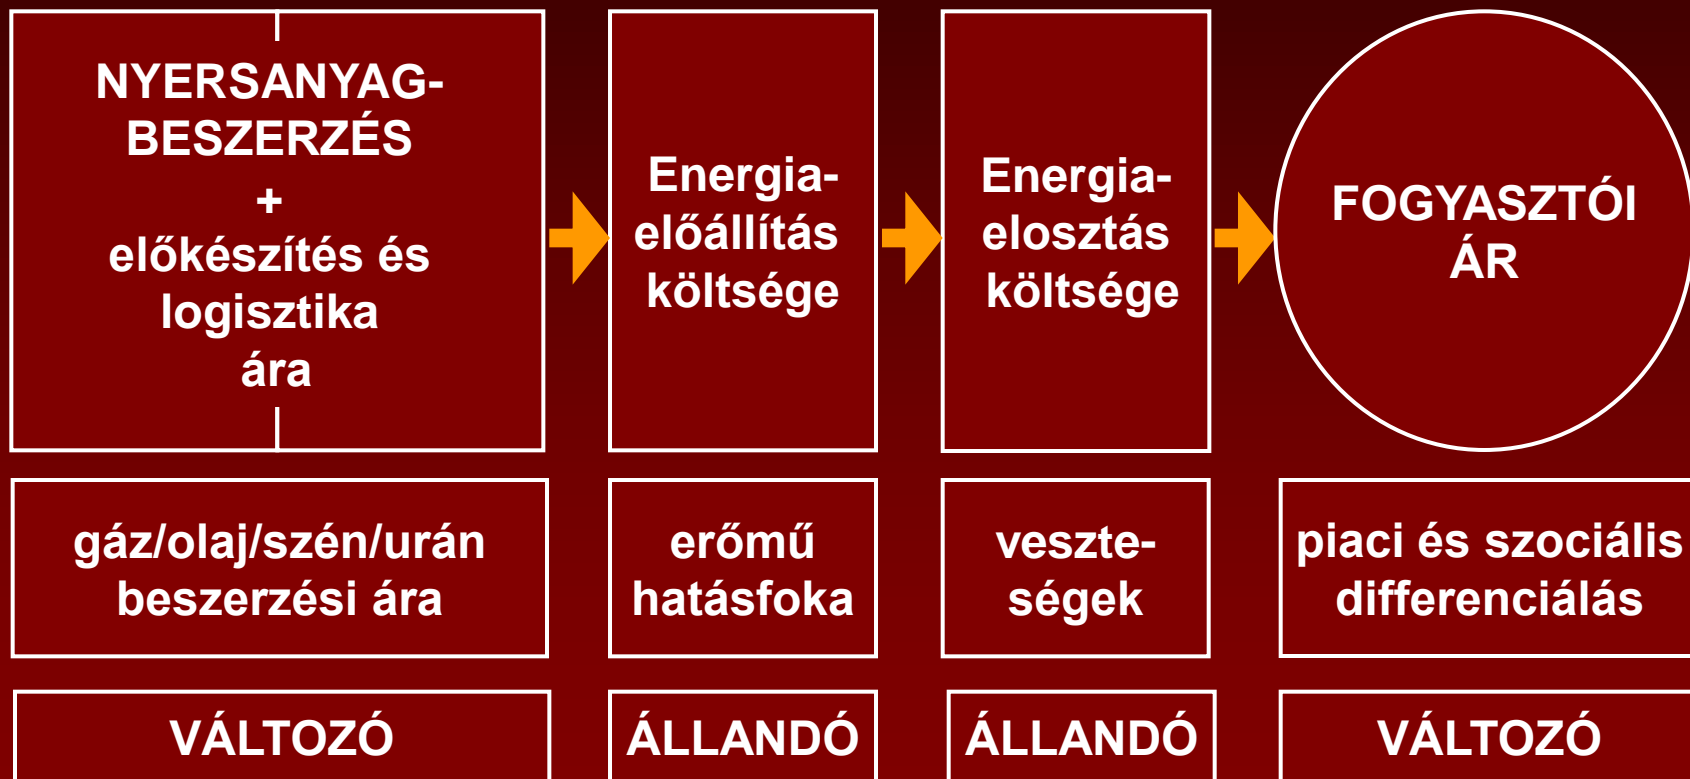 NYERSANYAG-
BESZERZÉS
+
előkészítés és
logisztika
ára
Energia-
előállítás
költsége
Energia-
elosztás
költsége
FOGYASZTÓI
ÁR
gáz/olaj/szén/urán
beszerzési ára
erőmű
hatásfoka
veszte-
ségek
piaci és szociális
differenciálás
VÁLTOZÓ
ÁLLANDÓ
ÁLLANDÓ
VÁLTOZÓ